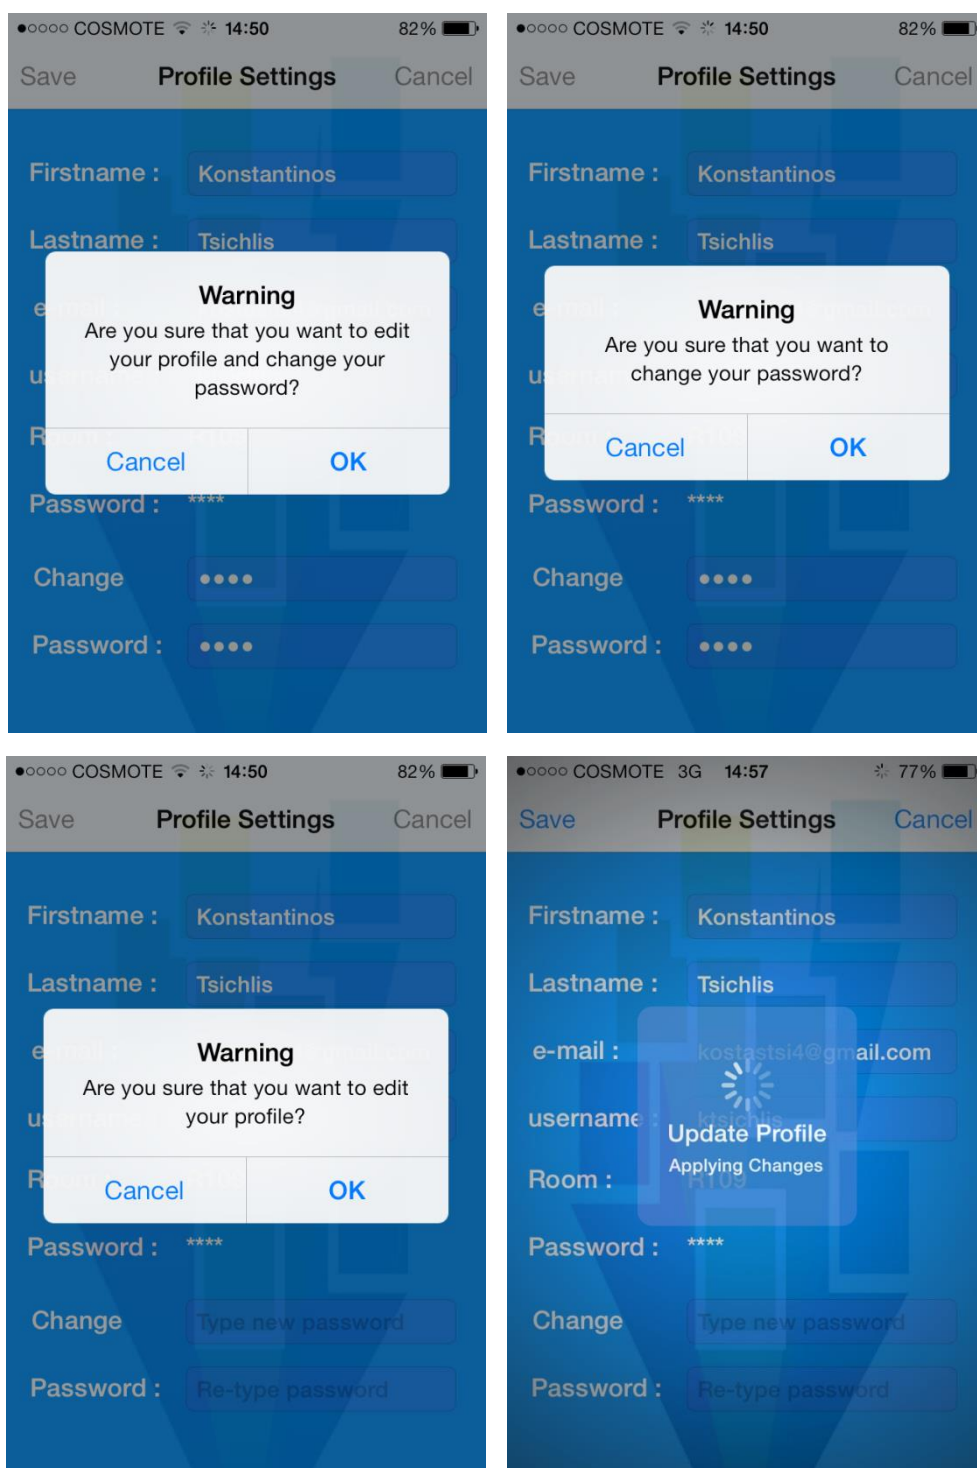 COSMOTE 14:50 82%
Save Profile Settings Cancel
Firstname : Konstantinos
Lastname : Tsichlis
Warning
Are you sure that you want to edit
your profile and change your
password?
Cancel OK
Password : ****
Change ••••
Password : ••••
COSMOTE 14:50 82%
Save Profile Settings Cancel
Firstname : Konstantinos
Lastname : Tsichlis
Warning
Are you sure that you want to
change your password?
Cancel OK
Password : ****
Change ••••
Password : ••••
COSMOTE 14:50 82%
Save Profile Settings Cancel
Firstname : Konstantinos
Lastname : Tsichlis
Warning
Are you sure that you want to edit
your profile?
Cancel OK
Password : ****
Change Type new password
Password : Re-type password
COSMOTE 3G 14:57 77%
Save Profile Settings Cancel
Firstname : Konstantinos
Lastname : Tsichlis
e-mail : kostastsi4@gmail.com
username : ktsichlis
Update Profile
Applying Changes
Room : R109
Password : ****
Change Type new password
Password : Re-type password